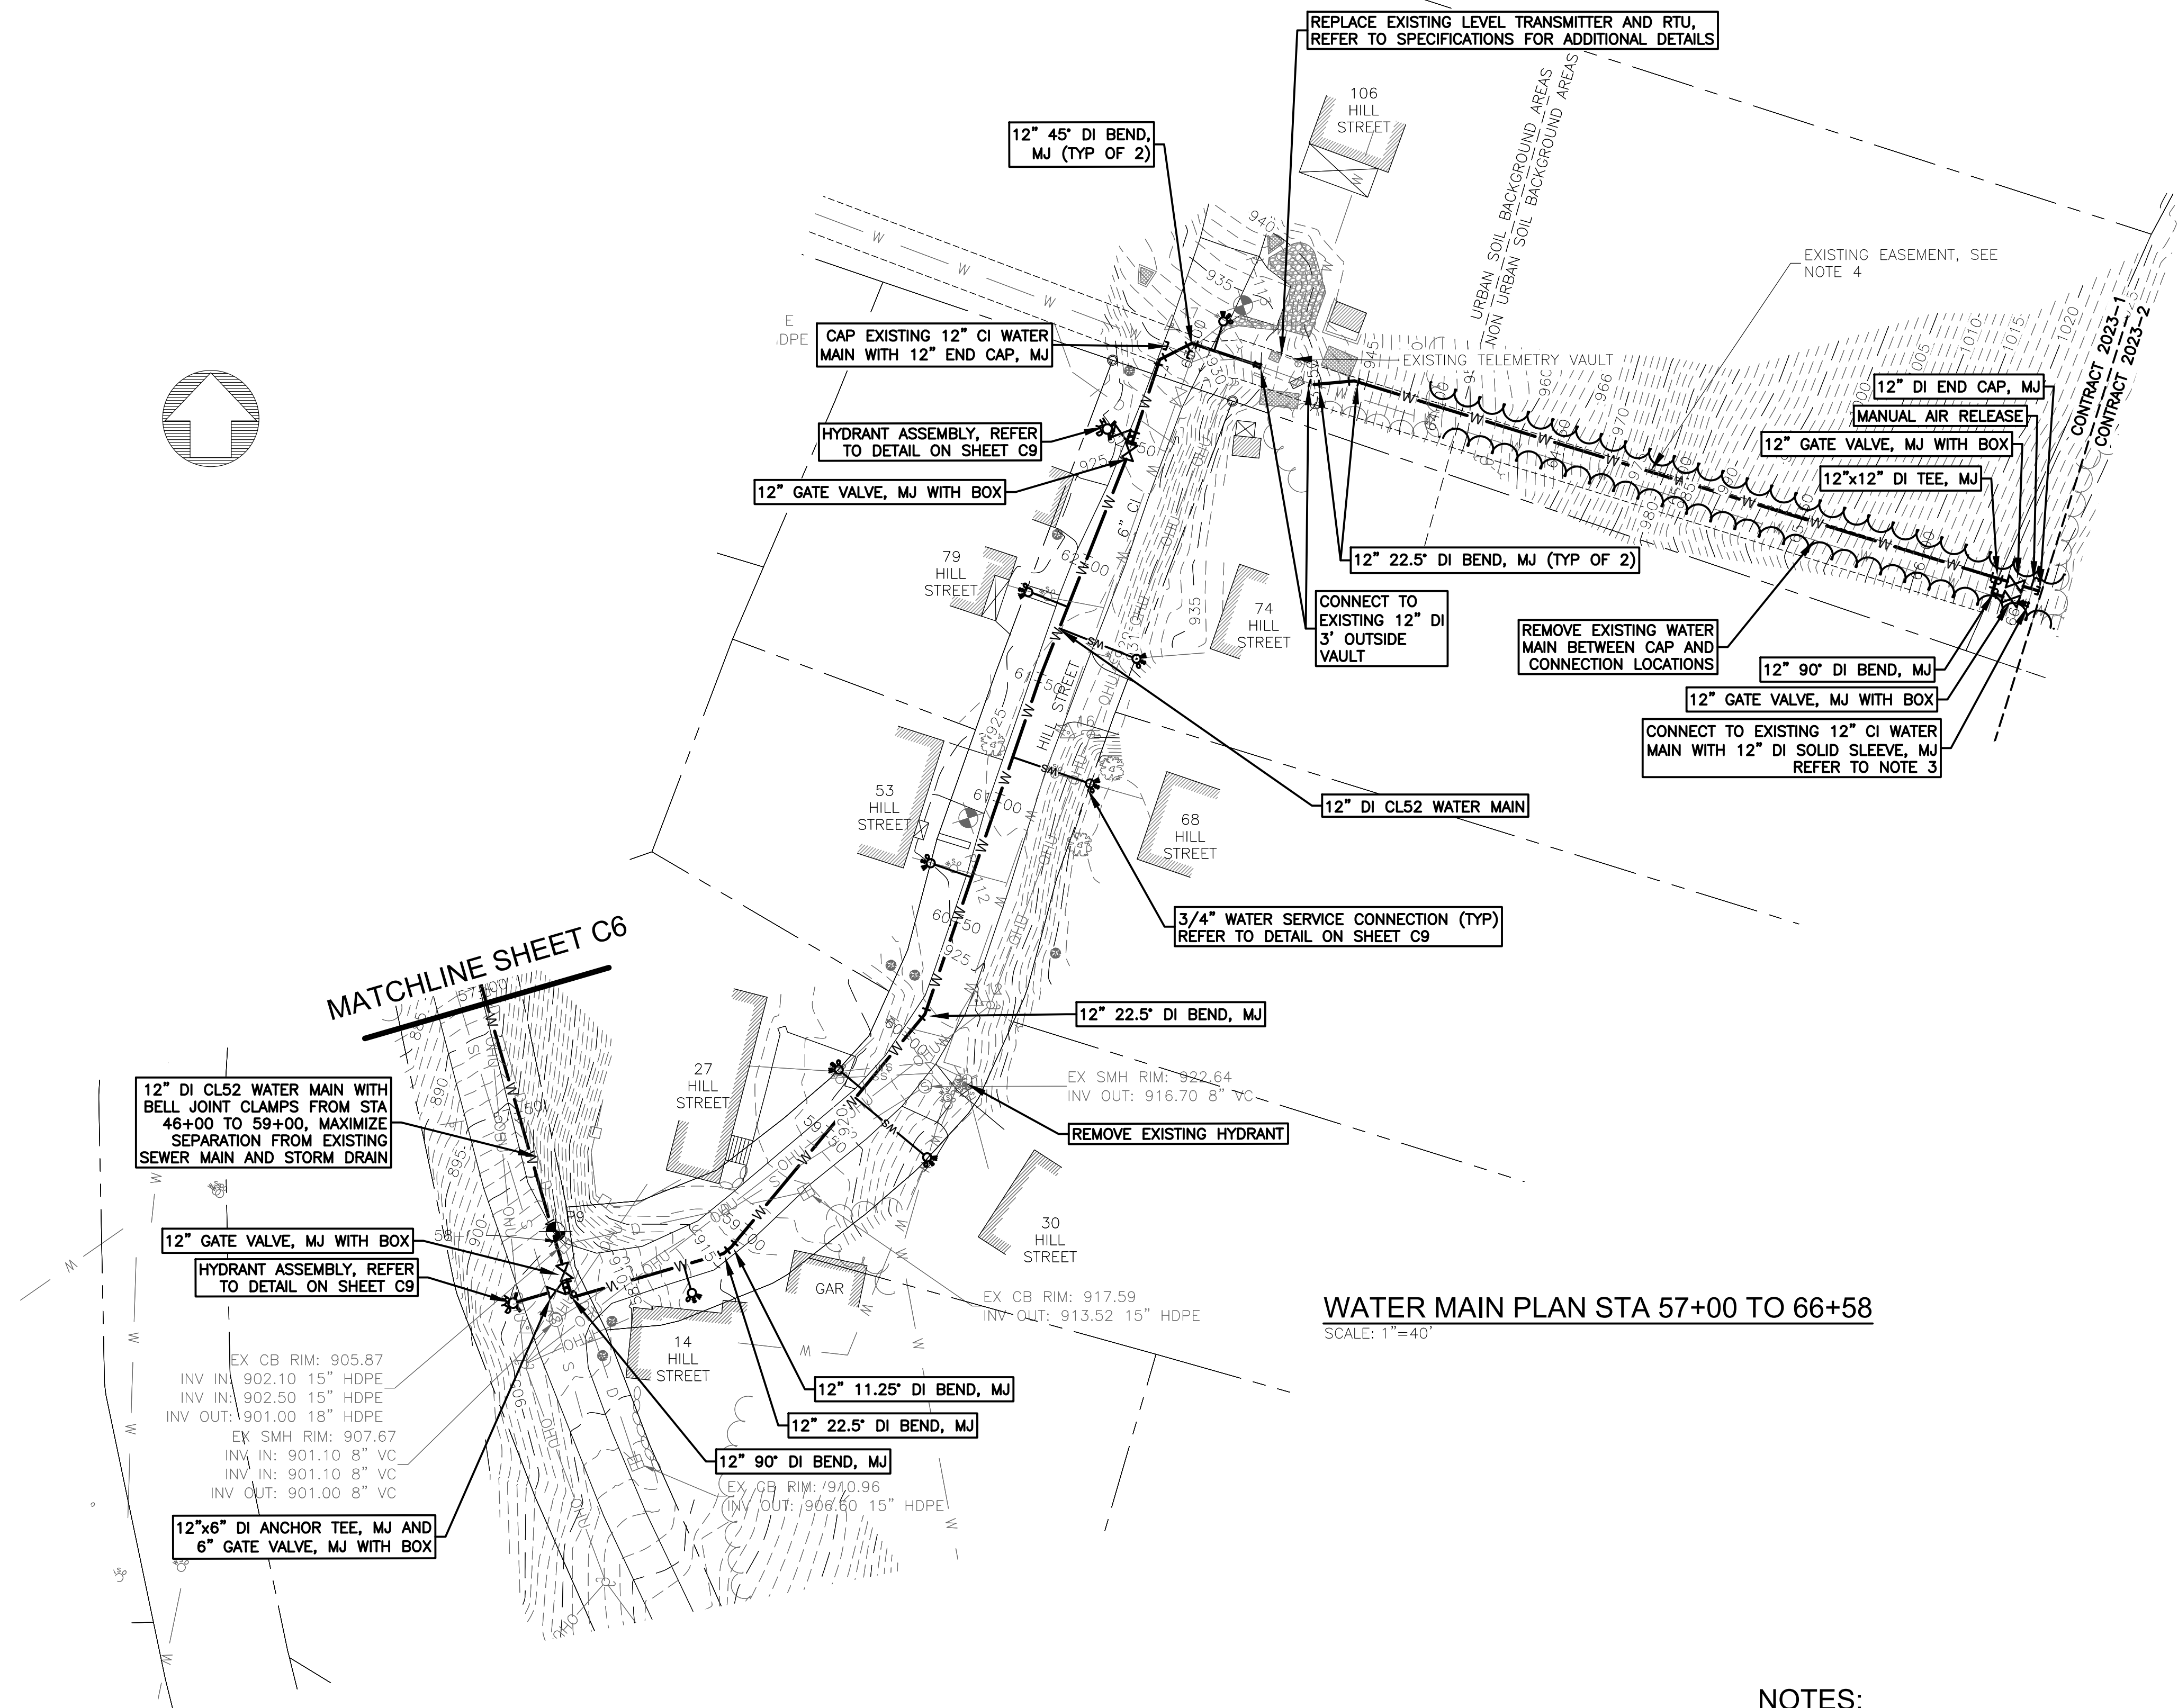 REPLACE EXISTING LEVEL TRANSMITTER AND RTU,
REFER TO SPECIFICATIONS FOR ADDITIONAL DETAILS
106
HILL
STREET
URBAN SOIL BACKGROUND AREAS
NON URBAN SOIL BACKGROUND AREAS
12" 45° DI BEND,
MJ (TYP OF 2)
EXISTING EASEMENT, SEE
NOTE 4
CONTRACT 2023-1
CONTRACT 2023-2
CAP EXISTING 12" CI WATER
MAIN WITH 12" END CAP, MJ
EXISTING TELEMETRY VAULT
12" DI END CAP, MJ
MANUAL AIR RELEASE
12" GATE VALVE, MJ WITH BOX
12"x12" DI TEE, MJ
HYDRANT ASSEMBLY, REFER
TO DETAIL ON SHEET C9
12" GATE VALVE, MJ WITH BOX
12" 22.5° DI BEND, MJ (TYP OF 2)
CONNECT TO
EXISTING 12" DI
3' OUTSIDE
VAULT
79
HILL
STREET
74
HILL
STREET
6" CI
62+00
REMOVE EXISTING WATER
MAIN BETWEEN CAP AND
CONNECTION LOCATIONS
12" 90° DI BEND, MJ
12" GATE VALVE, MJ WITH BOX
CONNECT TO EXISTING 12" CI WATER
MAIN WITH 12" DI SOLID SLEEVE, MJ
REFER TO NOTE 3
61+50
HILL STREET
53
HILL
STREET
61+00
68
HILL
STREET
12" DI CL52 WATER MAIN
60+50
3/4" WATER SERVICE CONNECTION (TYP)
REFER TO DETAIL ON SHEET C9
MATCHLINE SHEET C6
57+00
12" 22.5° DI BEND, MJ
27
HILL
STREET
EX SMH RIM: 922.64
INV OUT: 916.70 8" VC
REMOVE EXISTING HYDRANT
59+50
12" DI CL52 WATER MAIN WITH
BELL JOINT CLAMPS FROM STA
46+00 TO 59+00, MAXIMIZE
SEPARATION FROM EXISTING
SEWER MAIN AND STORM DRAIN
30
HILL
STREET
12" GATE VALVE, MJ WITH BOX
HYDRANT ASSEMBLY, REFER
TO DETAIL ON SHEET C9
GAR
EX CB RIM: 917.59
INV OUT: 913.52 15" HDPE
WATER MAIN PLAN STA 57+00 TO 66+58
SCALE: 1"=40'
14
HILL
STREET
EX CB RIM: 905.87
INV IN: 902.10 15" HDPE
INV IN: 902.50 15" HDPE
INV OUT: 901.00 18" HDPE
EX SMH RIM: 907.67
INV IN: 901.10 8" VC
INV IN: 901.10 8" VC
INV OUT: 901.00 8" VC
12" 11.25° DI BEND, MJ
12" 22.5° DI BEND, MJ
12" 90° DI BEND, MJ
EX CB RIM: 910.96
INV OUT: 906.60 15" HDPE
12"x6" DI ANCHOR TEE, MJ AND
6" GATE VALVE, MJ WITH BOX
NOTES: